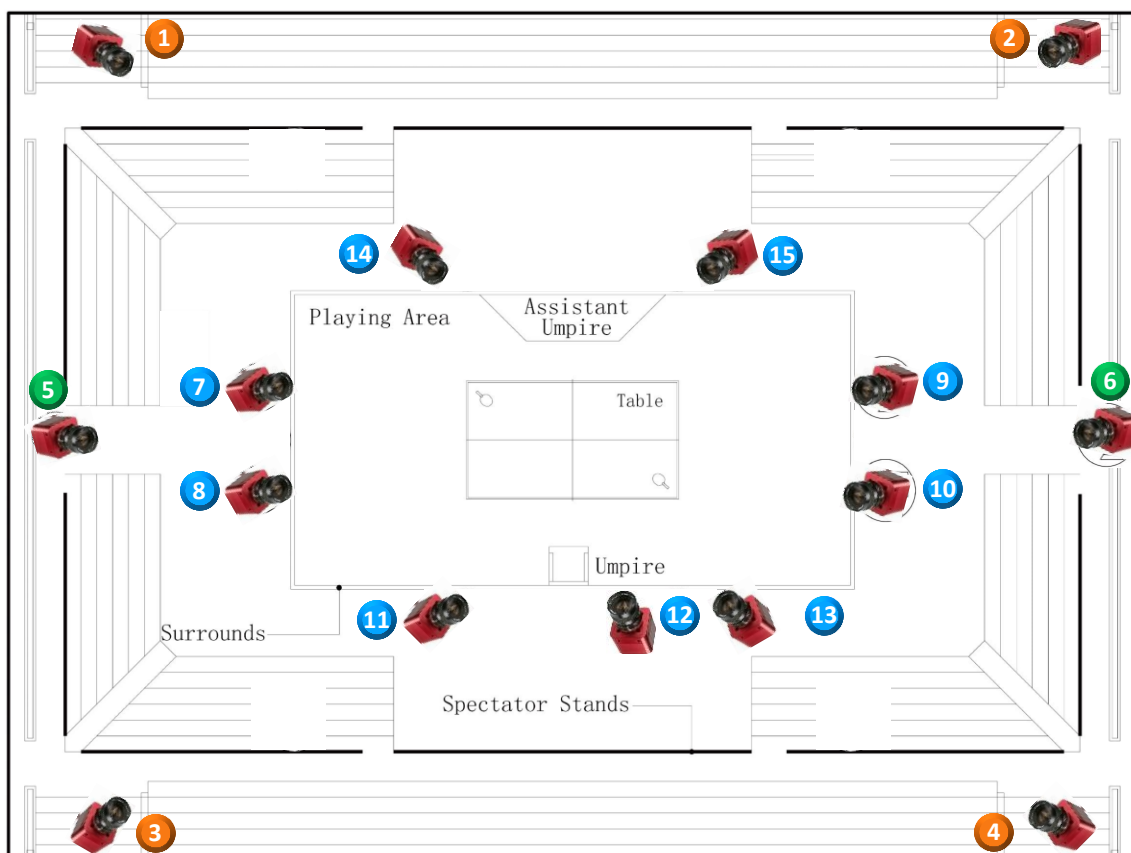 1
2
14
15
Playing Area
Assistant
Umpire
5
7
9
6
Table
8
10
Umpire
11
12
13
Surrounds
Spectator Stands
3
4